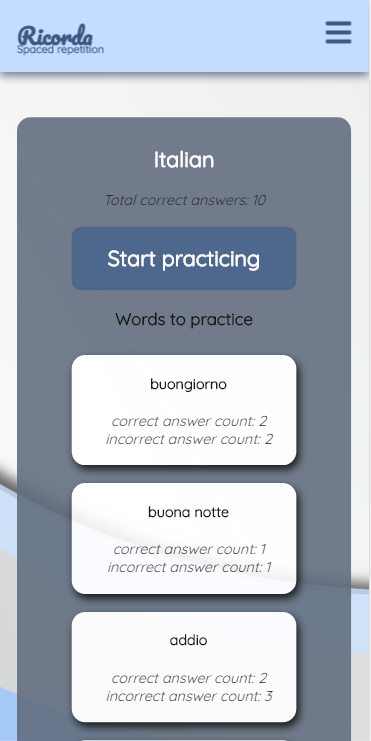 Ricorda
Spaced repetition
Italian
Total correct answers: 10
Start practicing
Words to practice
buongiorno
correct answer count: 2
incorrect answer count: 2
buona notte
correct answer count: 1
incorrect answer count: 1
addio
correct answer count: 2
incorrect answer count: 3